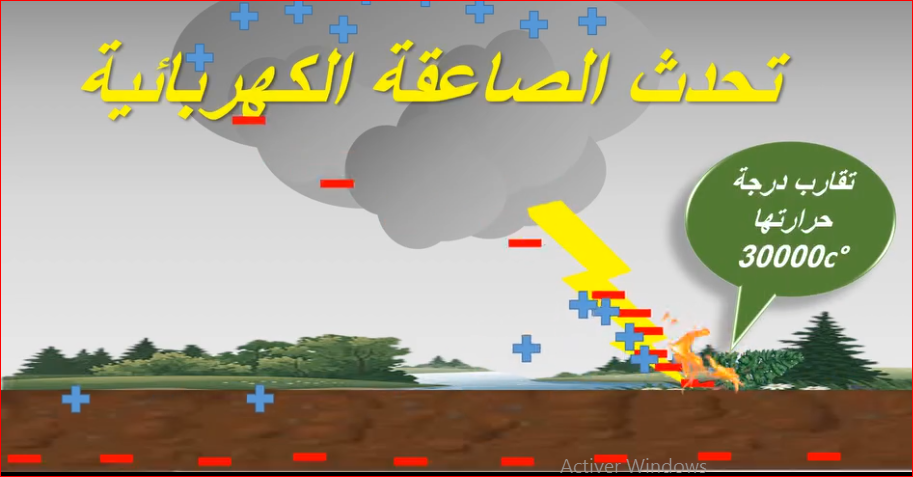 تحدث الصاعقة الكهربائية
تقارب درجة
حرارتها
30000c°
Activer Windows